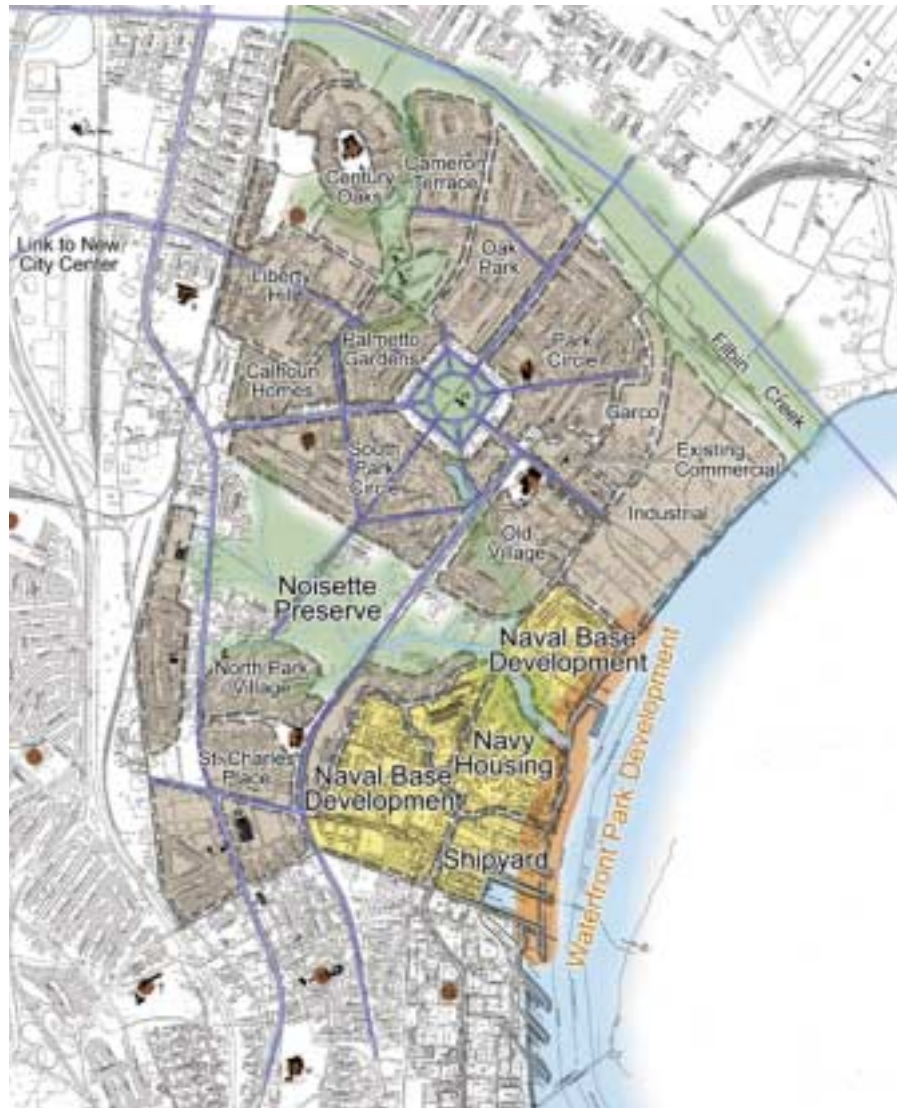 Century
Oaks
Cameron
Terrace
Link to New
City Center
Oak
Park
Liberty
Hill
Palmetto
Gardens
Park
Circle
Calhoun
Homes
Filbin
Creek
Garco
South
Park
Circle
Existing
Commercial
Industrial
Old
Village
Noisette
Preserve
Naval Base
Development
North Park
Village
Waterfront Park Development
Navy
Housing
St. Charles
Place
Naval Base
Development
Shipyard